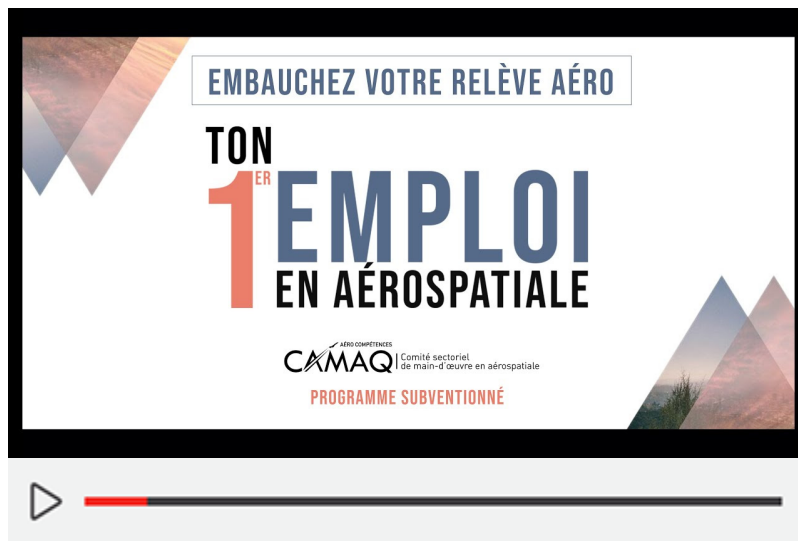 EMBAUCHEZ VOTRE RELÈVE AÉRO
TON
1ER EMPLOI
EN AÉROSPATIALE
AÉRO COMPÉTENCES
CAMAQ
Comité sectoriel
de main-d'œuvre en aérospatiale
PROGRAMME SUBVENTIONNÉ